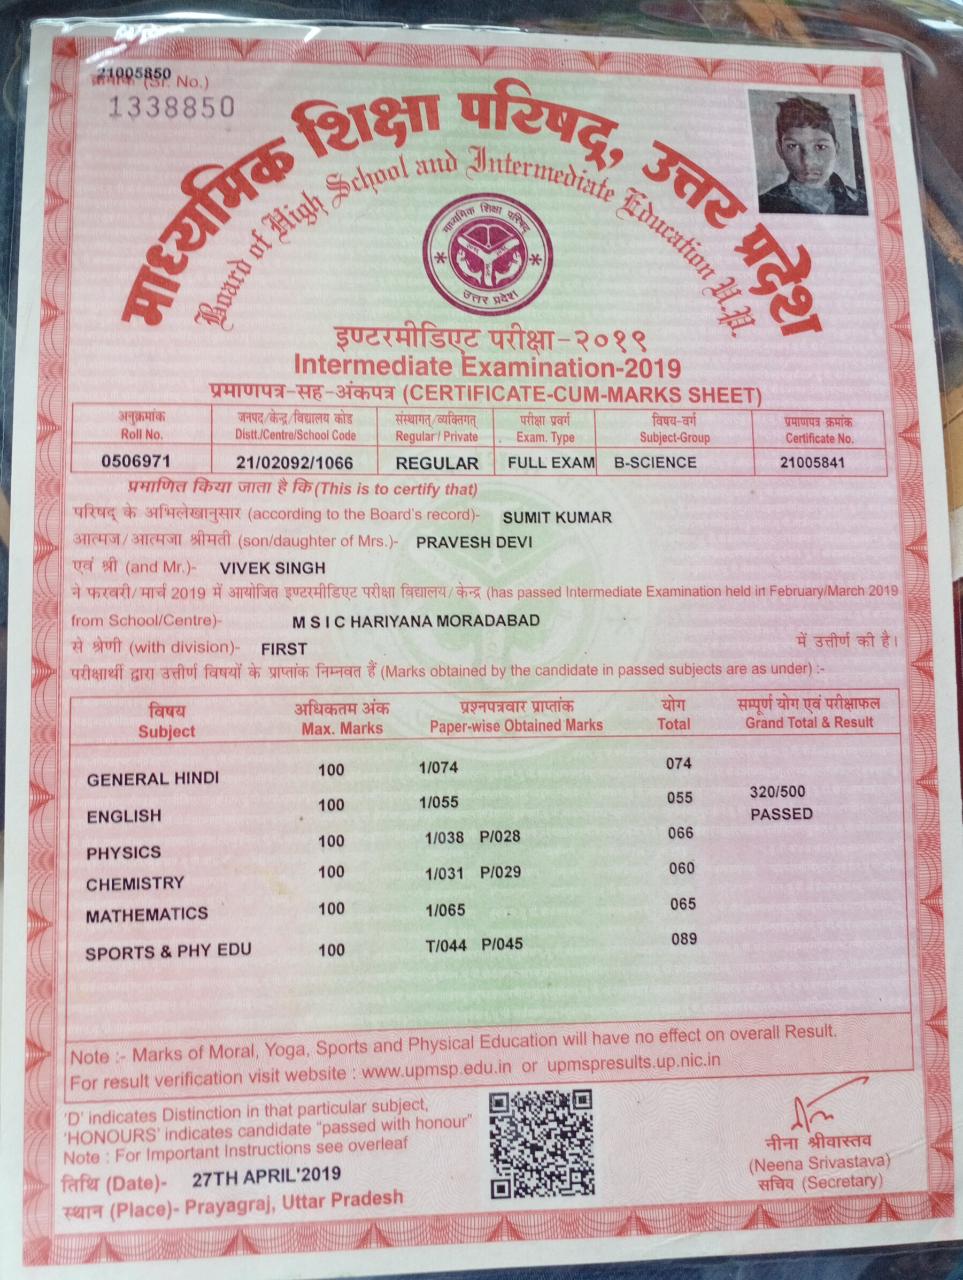 21005850
क्रमांक (Sr. No.)
1338850
माध्यमिक शिक्षा परिषद्, उत्तर प्रदेश
Board of High School and Intermediate Education U.P.
माध्यमिक शिक्षा परिषद्
उत्तर प्रदेश
इण्टरमीडिएट परीक्षा-२०१९
Intermediate Examination-2019
प्रमाणपत्र-सह-अंकपत्र (CERTIFICATE-CUM-MARKS SHEET)
अनुक्रमांक जनपद/केन्द्र/विद्यालय कोड संस्थागत/व्यक्तिगत् परीक्षा प्रवर्ग विषय-वर्ग प्रमाणपत्र क्रमांक
Roll No. Distt./Centre/School Code Regular / Private Exam. Type Subject-Group Certificate No.
0506971 21/02092/1066 REGULAR FULL EXAM B-SCIENCE 21005841
प्रमाणित किया जाता है कि (This is to certify that)
परिषद् के अभिलेखानुसार (according to the Board's record)- SUMIT KUMAR
आत्मज/आत्मजा श्रीमती (son/daughter of Mrs.)- PRAVESH DEVI
एवं श्री (and Mr.)- VIVEK SINGH
ने फरवरी/मार्च 2019 में आयोजित इण्टरमीडिएट परीक्षा विद्यालय/केन्द्र (has passed Intermediate Examination held in February/March 2019
from School/Centre)- M S I C HARIYANA MORADABAD
से श्रेणी (with division)- FIRST में उत्तीर्ण की है।
परीक्षार्थी द्वारा उत्तीर्ण विषयों के प्राप्तांक निम्नवत हैं (Marks obtained by the candidate in passed subjects are as under) :-
विषय अधिकतम अंक प्रश्नपत्रवार प्राप्तांक योग सम्पूर्ण योग एवं परीक्षाफल
Subject Max. Marks Paper-wise Obtained Marks Total Grand Total & Result
GENERAL HINDI 100 1/074 074
320/500
ENGLISH 100 1/055 055
PASSED
PHYSICS 100 1/038 P/028 066
CHEMISTRY 100 1/031 P/029 060
MATHEMATICS 100 1/065 065
SPORTS & PHY EDU 100 T/044 P/045 089
Note :- Marks of Moral, Yoga, Sports and Physical Education will have no effect on overall Result.
For result verification visit website : www.upmsp.edu.in or upmspresults.up.nic.in
'D' indicates Distinction in that particular subject,
'HONOURS' indicates candidate "passed with honour"
Note : For Important Instructions see overleaf
तिथि (Date)- 27TH APRIL'2019
स्थान (Place)- Prayagraj, Uttar Pradesh
नीना श्रीवास्तव
(Neena Srivastava)
सचिव (Secretary)